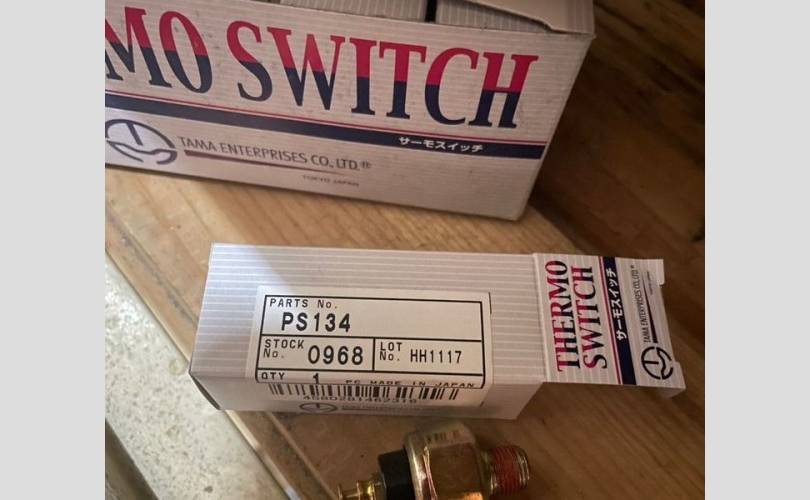 MO SWITCH
サーモスイッチ
TAMA ENTERPRISES CO., LTD.®
TOKYO JAPAN
PARTS No.
PS134
STOCK No. 0968
LOT No. HH1117
QTY 1 PC MADE IN JAPAN
THERMO
SWITCH
サーモスイッチ
TAMA ENTERPRISES CO., LTD.®